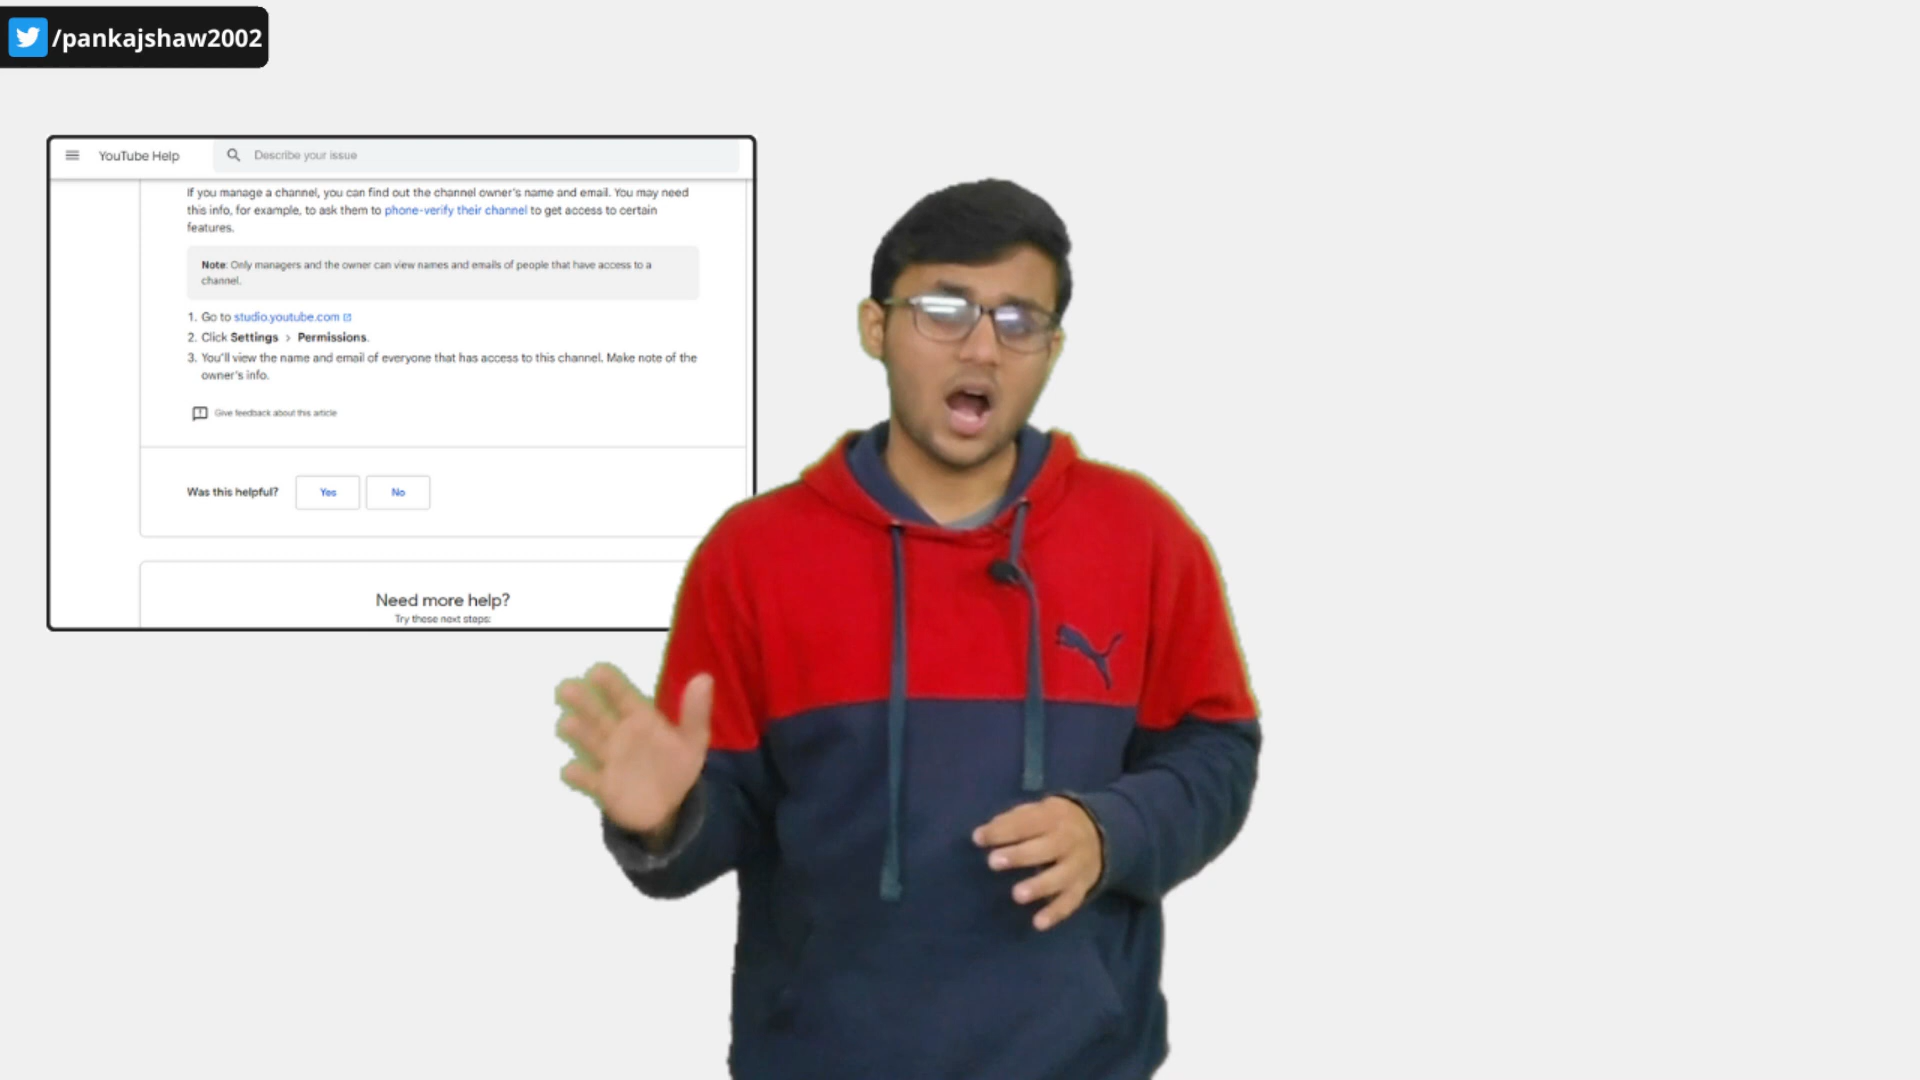 /pankajshaw2002
YouTube Help
Describe your issue
If you manage a channel, you can find out the channel owner's name and email. You may need
this info, for example, to ask them to phone-verify their channel to get access to certain
features.
Note: Only managers and the owner can view names and emails of people that have access to a
channel.
1. Go to studio.youtube.com
2. Click Settings > Permissions.
3. You'll view the name and email of everyone that has access to this channel. Make note of the
owner's info.
Give feedback about this article
Was this helpful?
Yes
No
Need more help?
Try these next steps: